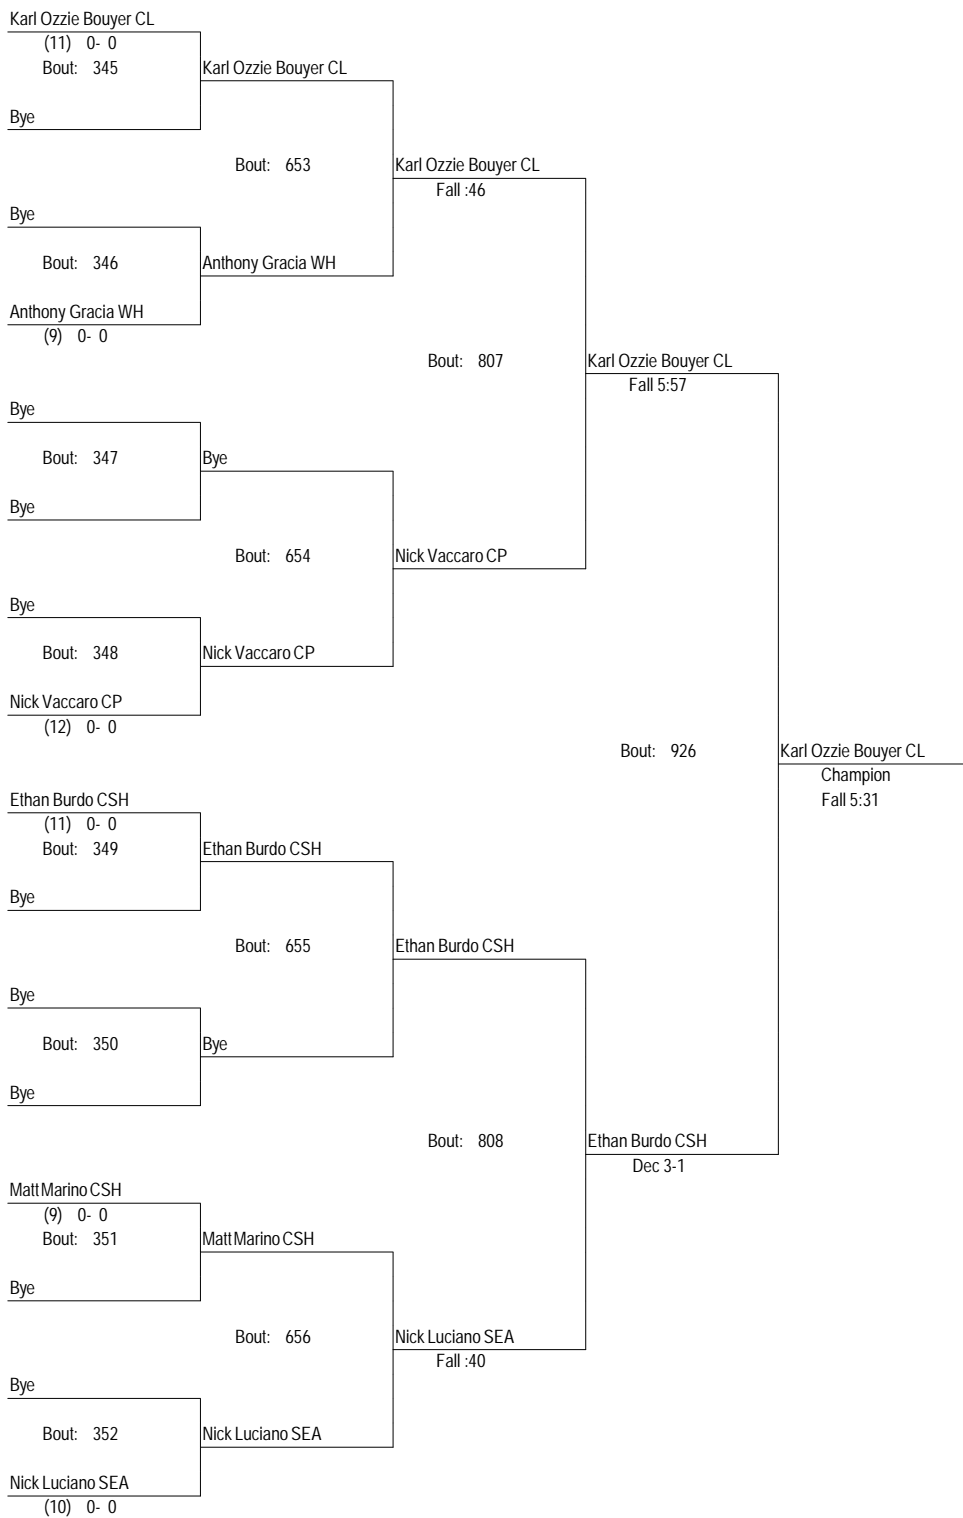 Karl Ozzie Bouyer CL
(11) 0- 0
Bout: 345
Karl Ozzie Bouyer CL
Bye
Bout: 653
Karl Ozzie Bouyer CL
Fall :46
Bye
Bout: 346
Anthony Gracia WH
Anthony Gracia WH
(9) 0- 0
Bout: 807
Karl Ozzie Bouyer CL
Fall 5:57
Bye
Bout: 347
Bye
Bye
Bout: 654
Nick Vaccaro CP
Bye
Bout: 348
Nick Vaccaro CP
Nick Vaccaro CP
(12) 0- 0
Bout: 926
Karl Ozzie Bouyer CL
Champion
Fall 5:31
Ethan Burdo CSH
(11) 0- 0
Bout: 349
Ethan Burdo CSH
Bye
Bout: 655
Ethan Burdo CSH
Bye
Bout: 350
Bye
Bye
Bout: 808
Ethan Burdo CSH
Dec 3-1
Matt Marino CSH
(9) 0- 0
Bout: 351
Matt Marino CSH
Bye
Bout: 656
Nick Luciano SEA
Fall :40
Bye
Bout: 352
Nick Luciano SEA
Nick Luciano SEA
(10) 0- 0